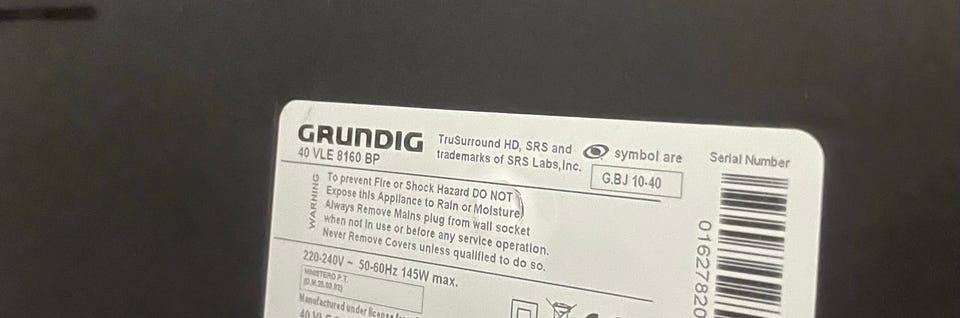 GRUNDIG
40 VLE 8160 BP
TruSurround HD, SRS and symbol are
trademarks of SRS Labs,Inc.
G.BJ 10-40
Serial Number
WARNING
To prevent Fire or Shock Hazard DO NOT
Expose this Appliance to Rain or Moisture
Always Remove Mains plug from wall socket
when not in use or before any service operation.
Never Remove Covers unless qualified to do so.
220-240V ~ 50-60Hz 145W max.
MINISTERO P.T.
Manufactured under license
40 VLE
01627820